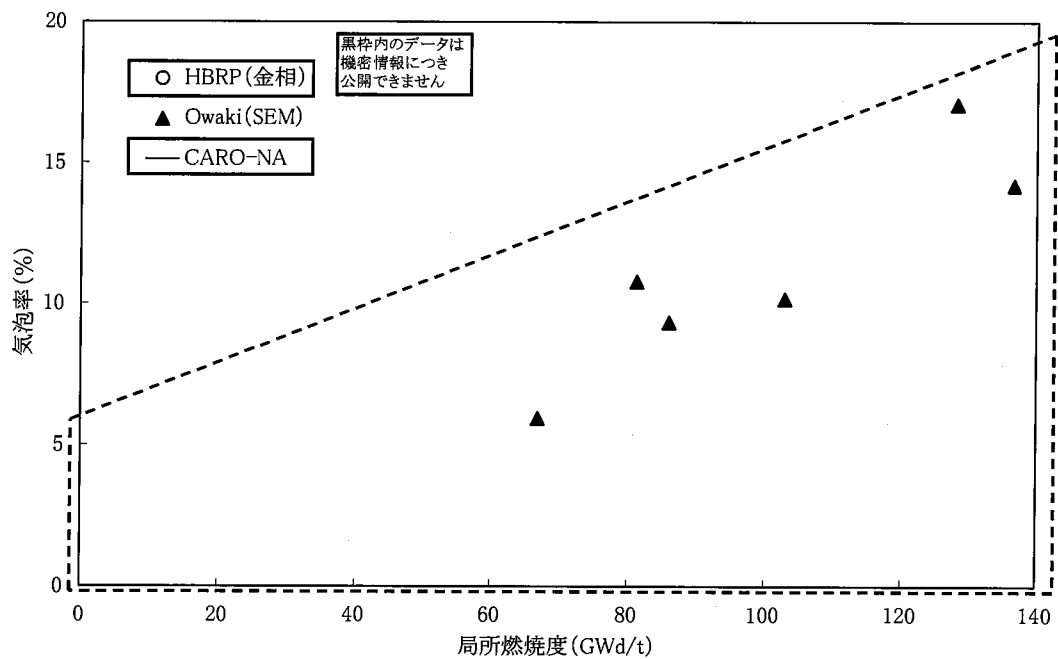 20
黒枠内のデータは
機密情報につき
公開できません
HBRP(金相)
Owaki(SEM)
CARO-NA
15
気泡率(%)
10
5
0
0 20 40 60 80 100 120 140
局所燃焼度(GWd/t)